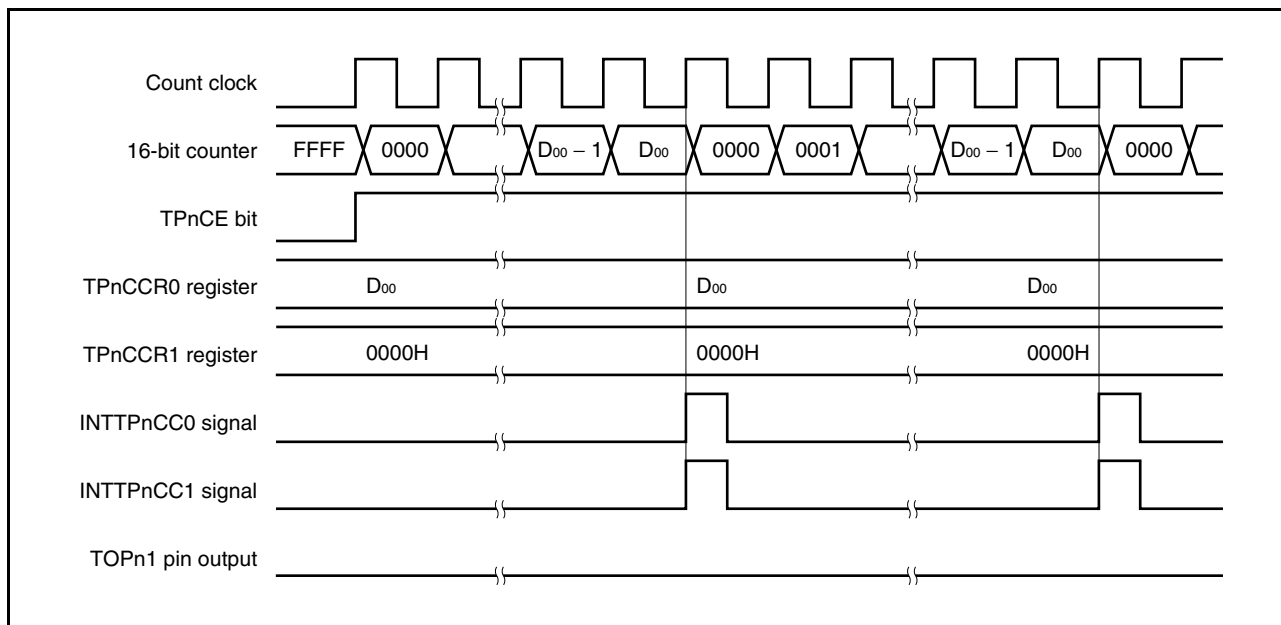 Count clock
16-bit counter FFFF 0000 D00 – 1 D00 0000 0001 D00 – 1 D00 0000
TPnCE bit
TPnCCR0 register D00 D00 D00
TPnCCR1 register 0000H 0000H 0000H
INTTPnCC0 signal
INTTPnCC1 signal
TOPn1 pin output